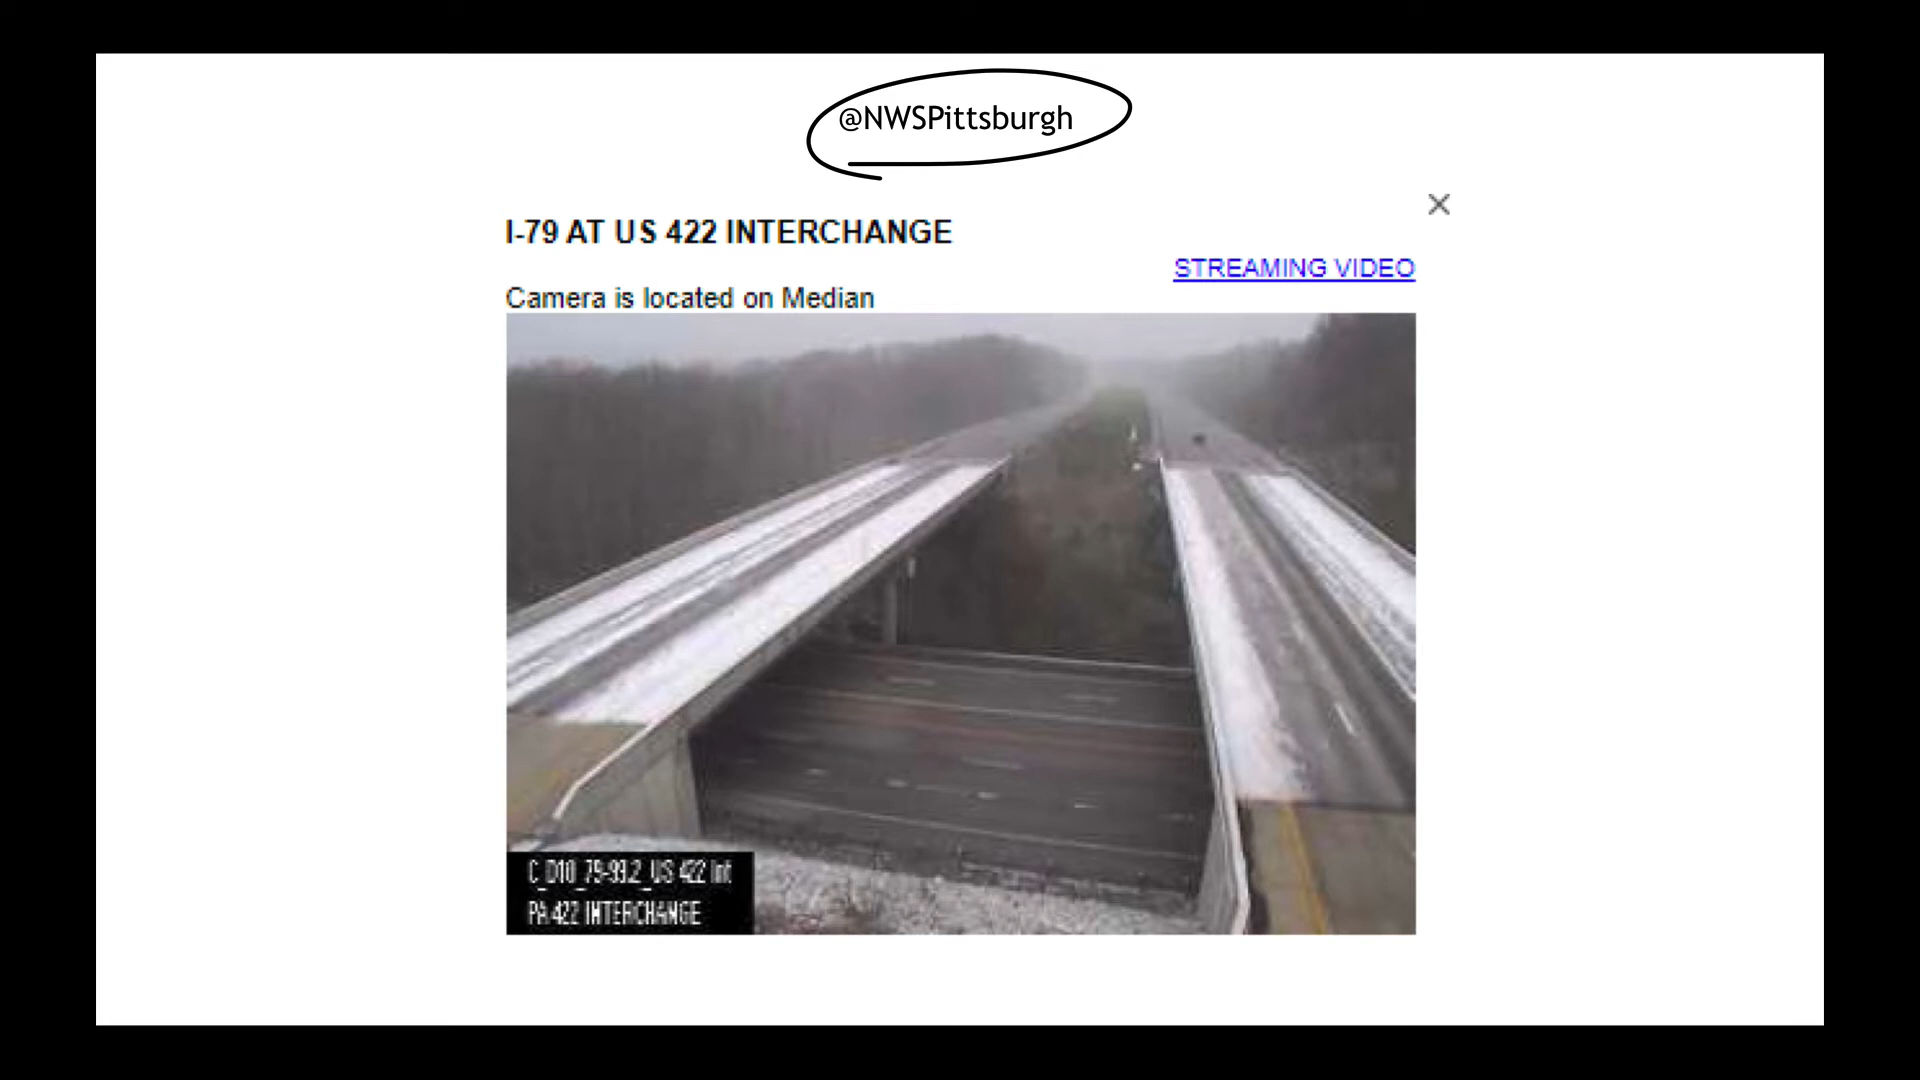 @NWSPittsburgh
I-79 AT US 422 INTERCHANGE
STREAMING VIDEO
Camera is located on Median
C_D10_79-99.2_US 422 Int
PA 422 INTERCHANGE